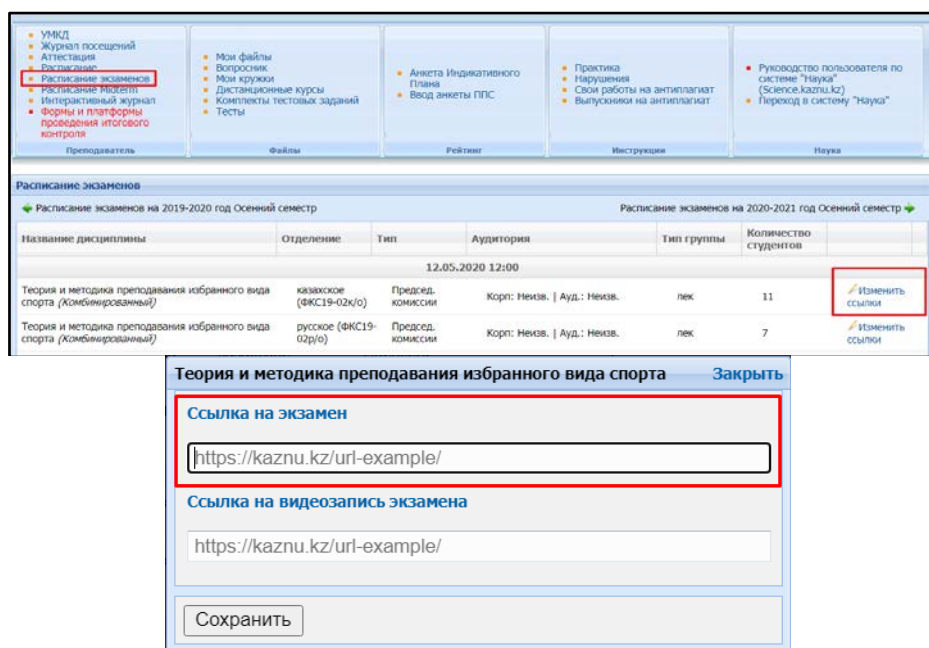 УМКД
Журнал посещений
Аттестация
Расписание
Расписание экзаменов
Расписание Midterm
Интерактивный журнал
Формы и платформы
проведения итогового
контроля
Преподаватель
Мои файлы
Вопросник
Мои кружки
Дистанционные курсы
Комплекты тестовых заданий
Тесты
Файлы
Анкета Индикативного
Плана
Ввод анкеты ППС
Рейтинг
Практика
Нарушения
Свои работы на антиплагиат
Выпускники на антиплагиат
Инструкции
Руководство пользователя по
системе "Наука"
(Science.kaznu.kz)
Переход в систему "Наука"
Наука
Расписание экзаменов
Расписание экзаменов на 2019-2020 год Осенний семестр
Расписание экзаменов на 2020-2021 год Осенний семестр
Название дисциплины Отделение Тип Аудитория Тип группы Количество
студентов
12.05.2020 12:00
Теория и методика преподавания избранного вида казахское Председ. Корп: Неизв. | Ауд.: Неизв. лек 11 Изменить
спорта (Комбинированный) (ФКС19-02к/о) комиссии ссылки
Теория и методика преподавания избранного вида русское (ФКС19- Председ. Корп: Неизв. | Ауд.: Неизв. лек 7 Изменить
спорта (Комбинированный) 02р/о) комиссии ссылки
Теория и методика преподавания избранного вида спорта Закрыть
Ссылка на экзамен
https://kaznu.kz/url-example/
Ссылка на видеозапись экзамена
https://kaznu.kz/url-example/
Сохранить